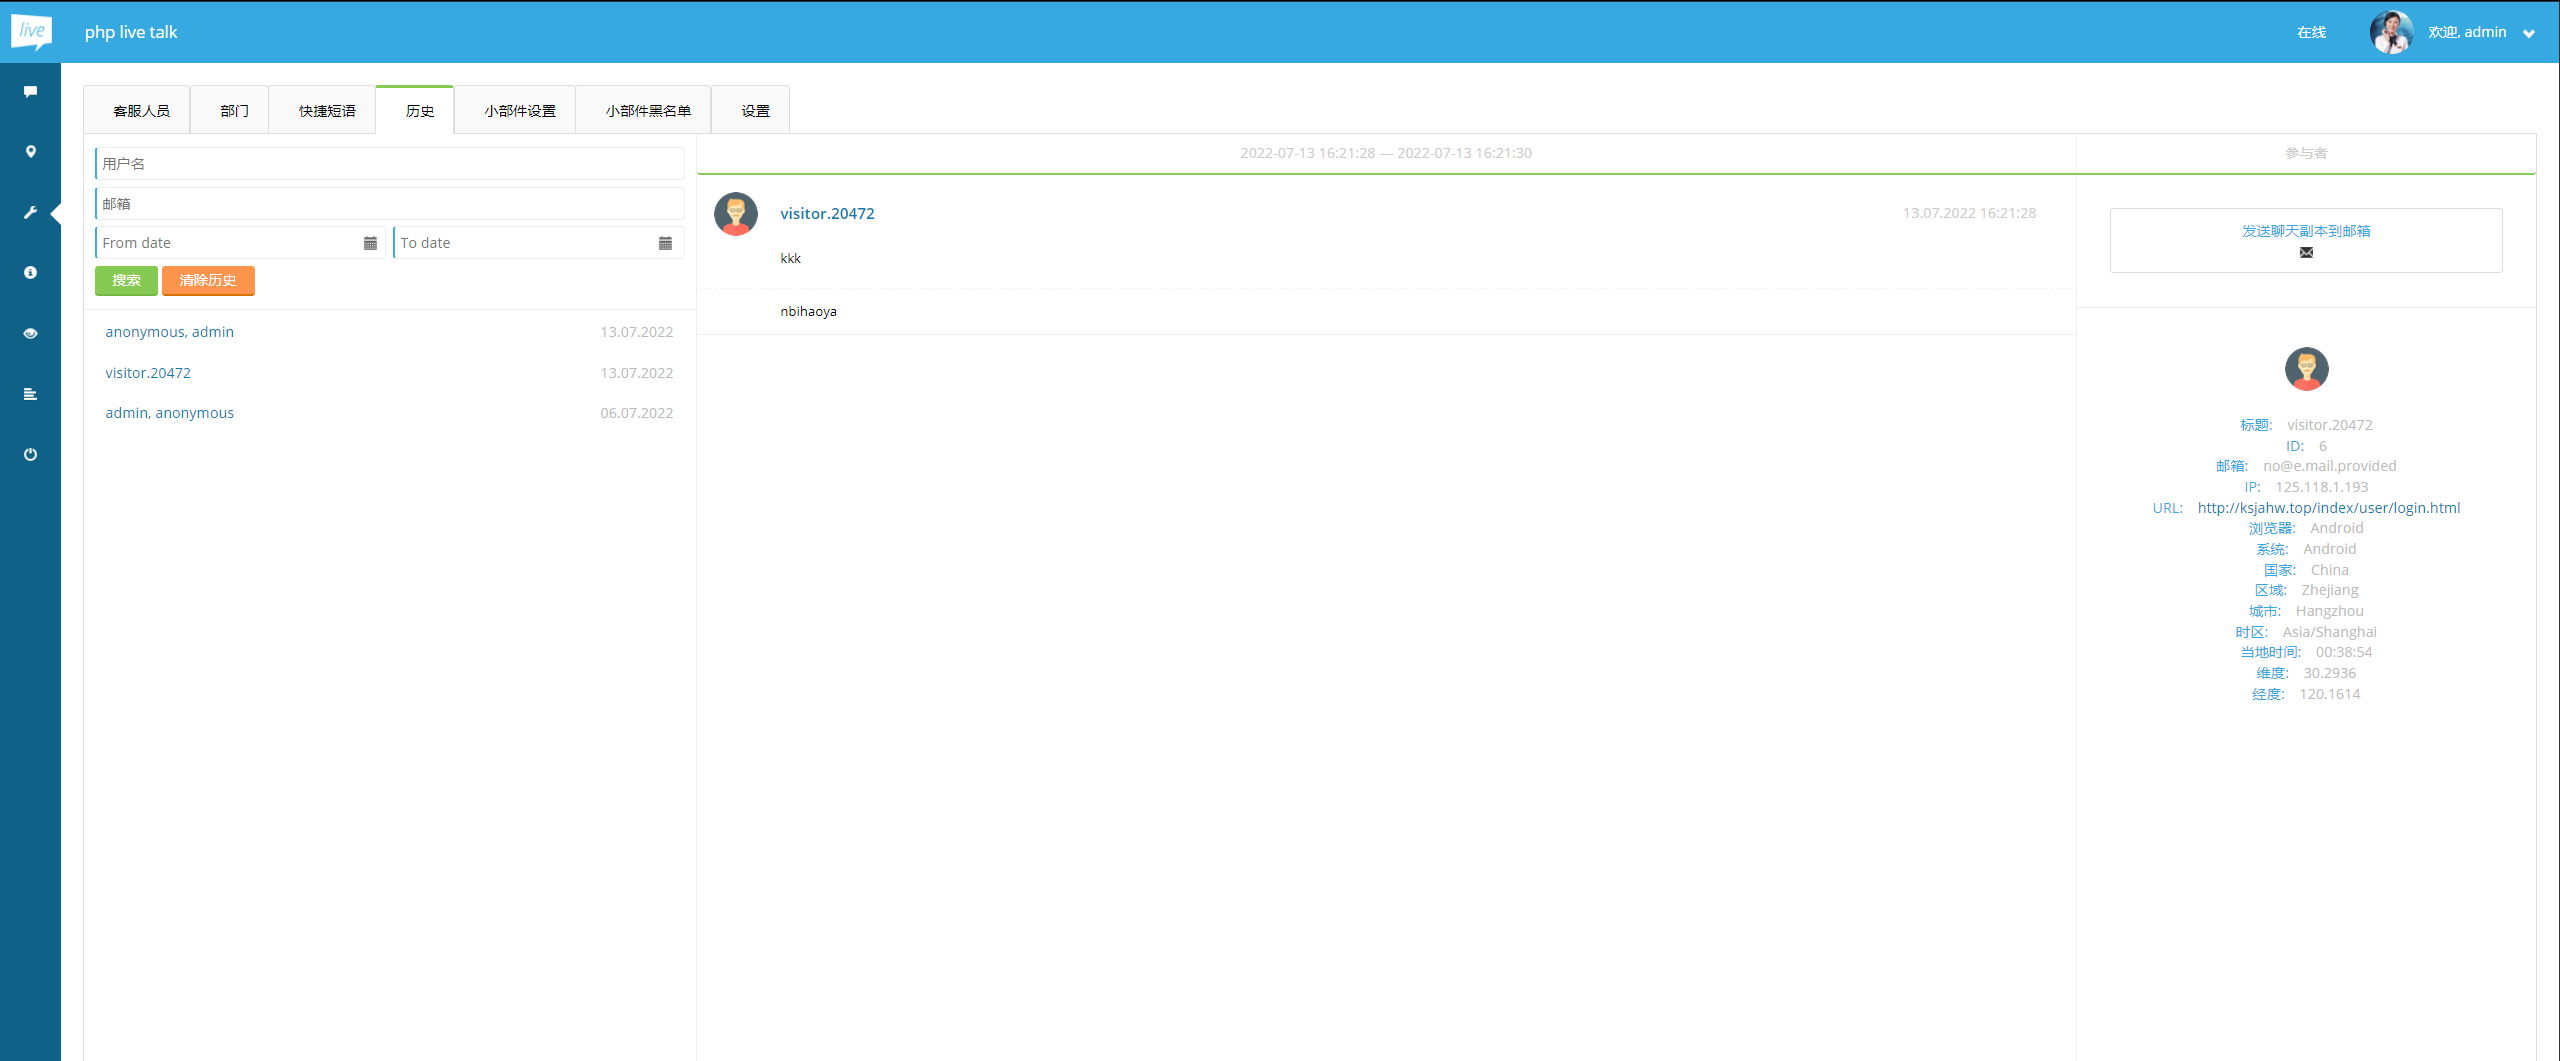 live
php live talk
在线
欢迎, admin
客服人员
部门
快捷短语
历史
小部件设置
小部件黑名单
设置
用户名
邮箱
From date
To date
搜索
清除历史
anonymous, admin
13.07.2022
visitor.20472
13.07.2022
admin, anonymous
06.07.2022
2022-07-13 16:21:28 — 2022-07-13 16:21:30
visitor.20472
13.07.2022 16:21:28
kkk
nbihaoya
参与者
发送聊天副本到邮箱
标题: visitor.20472
ID: 6
邮箱: no@e.mail.provided
IP: 125.118.1.193
URL: http://ksjahw.top/index/user/login.html
浏览器: Android
系统: Android
国家: China
区域: Zhejiang
城市: Hangzhou
时区: Asia/Shanghai
当地时间: 00:38:54
维度: 30.2936
经度: 120.1614